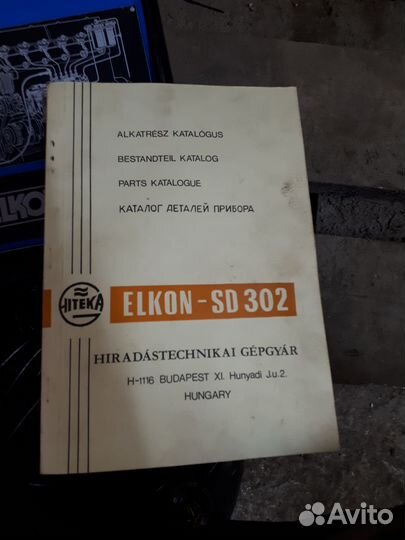 ALKATRÉSZ KATALÓGUS
BESTANDTEIL KATALOG
PARTS KATALOGUE
КАТАЛОГ ДЕТАЛЕЙ ПРИБОРА
HITEKA
ELKON - SD 302
HIRADÁSTECHNIKAI GÉPGYÁR
H-1116 BUDAPEST XI. Hunyadi J.u.2.
HUNGARY
Avito